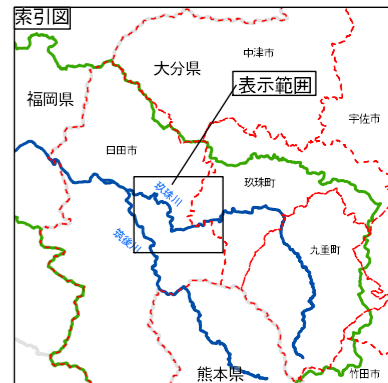 索引図
中津市
大分県
表示範囲
福岡県
宇佐市
日田市
玖珠町
玖珠川
筑後川
九重町
熊本県
竹田市